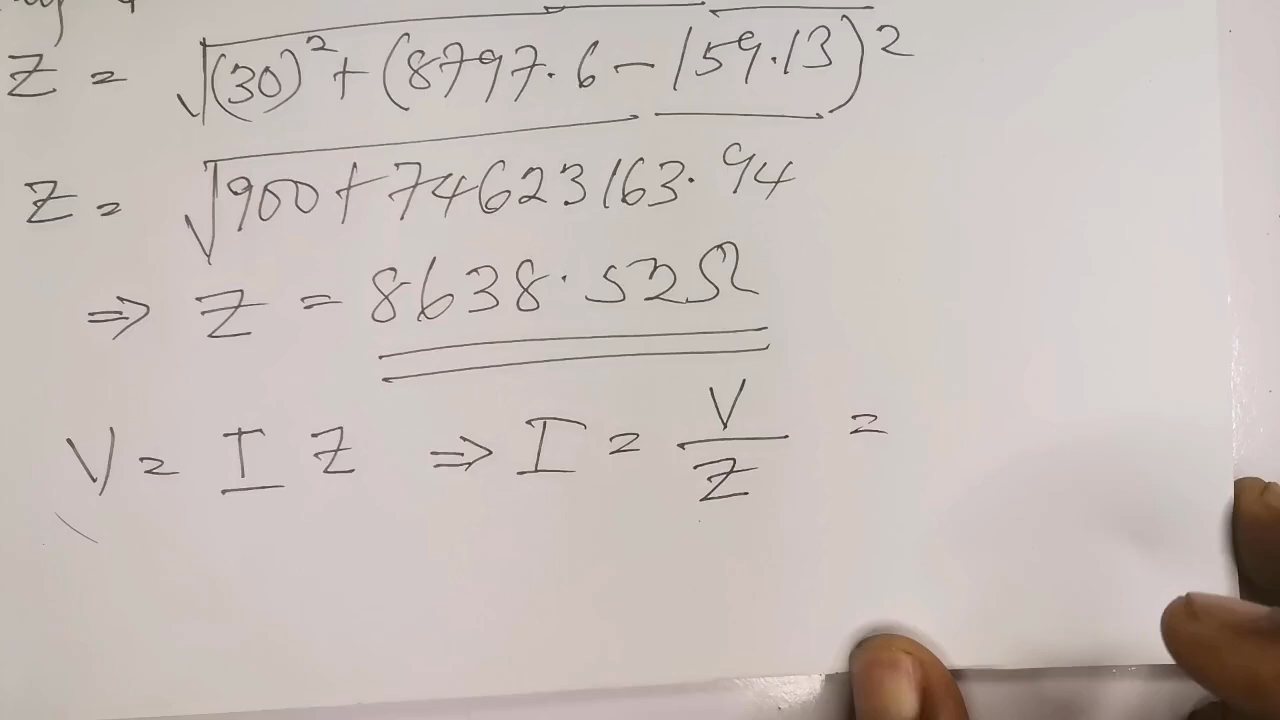 Z = √(30)² + (8797.6 - 159.13)²
Z = √900 + 74623163.94
⇒ Z = 8638.52Ω
V = I Z ⇒ I = V/Z =